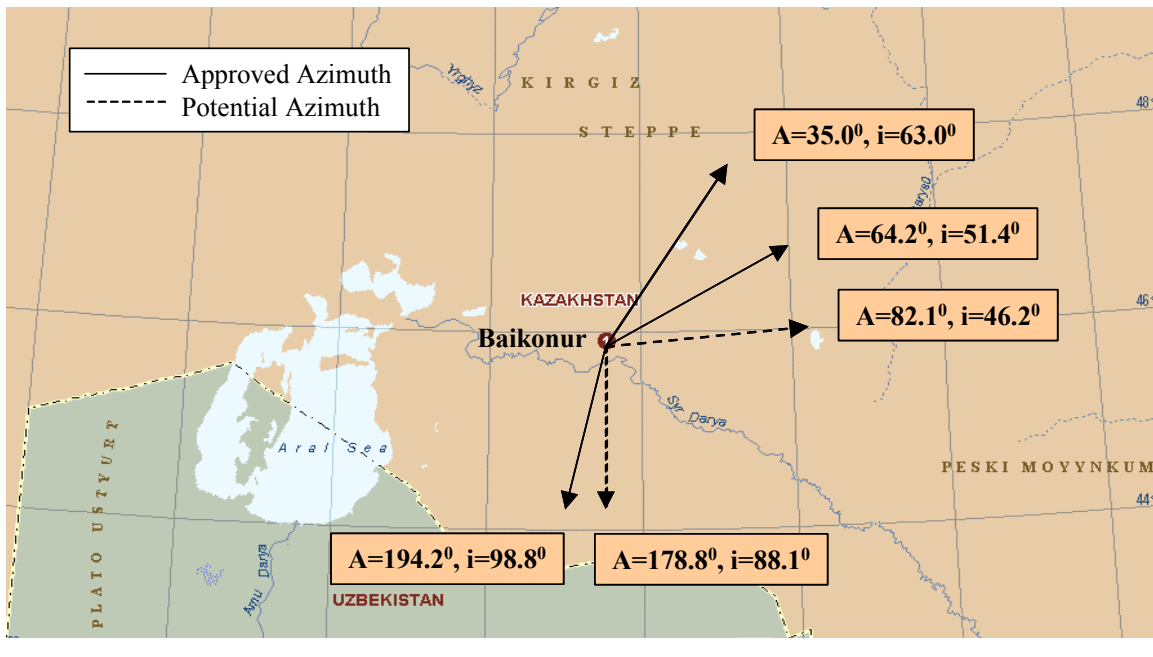 Approved Azimuth
Potential Azimuth
Yrghyz
K I R G I Z
S T E P P E
48°
A=35.0⁰, i=63.0⁰
A=64.2⁰, i=51.4⁰
KAZAKHSTAN
46°
A=82.1⁰, i=46.2⁰
Baikonur
Syr Darya
Aral Sea
PLATO USTYURT
PESKI MOYYNKUM
44°
A=194.2⁰, i=98.8⁰
A=178.8⁰, i=88.1⁰
Amu Darya
UZBEKISTAN